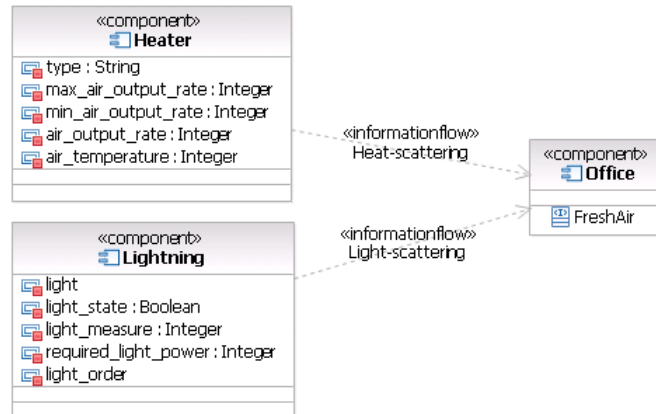 «component»
Heater
type : String
max_air_output_rate : Integer
min_air_output_rate : Integer
air_output_rate : Integer
air_temperature : Integer
«informationflow»
Heat-scattering
«component»
Office
FreshAir
«informationflow»
Light-scattering
«component»
Lightning
light
light_state : Boolean
light_measure : Integer
required_light_power : Integer
light_order